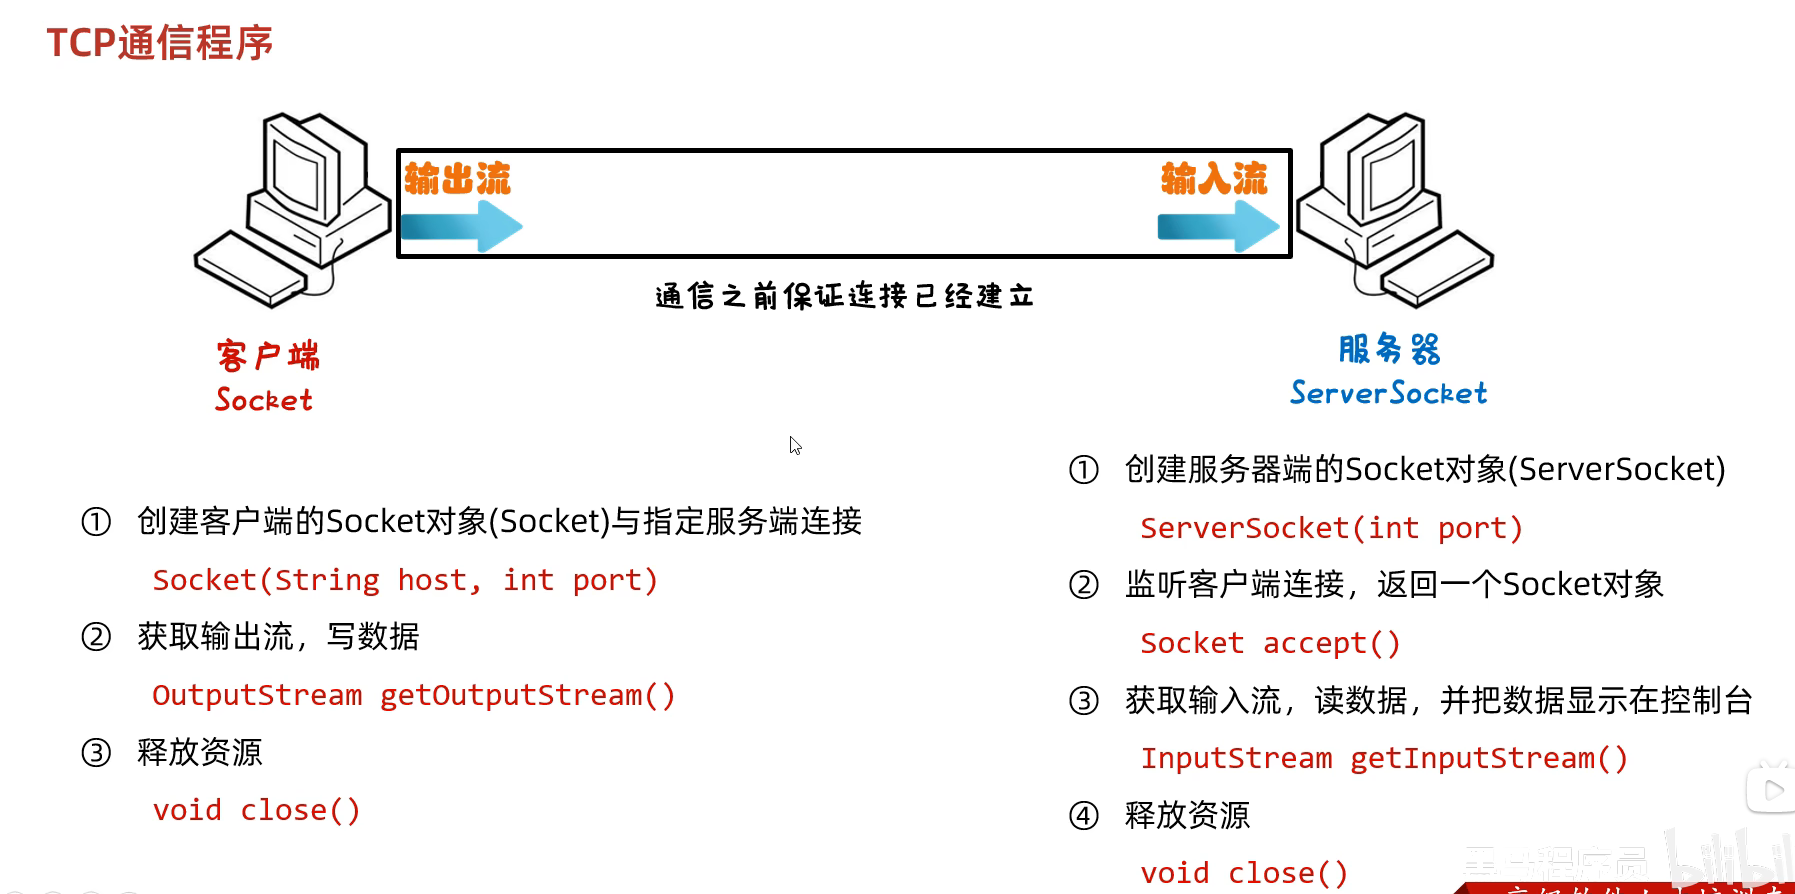 TCP通信程序
输出流
输入流
通信之前保证连接已经建立
客户端
Socket
服务器
ServerSocket
① 创建客户端的Socket对象(Socket)与指定服务端连接
Socket(String host, int port)
② 获取输出流，写数据
OutputStream getOutputStream()
③ 释放资源
void close()
① 创建服务器端的Socket对象(ServerSocket)
ServerSocket(int port)
② 监听客户端连接，返回一个Socket对象
Socket accept()
③ 获取输入流，读数据，并把数据显示在控制台
InputStream getInputStream()
④ 释放资源
void close()
黑马程序员
bilibili